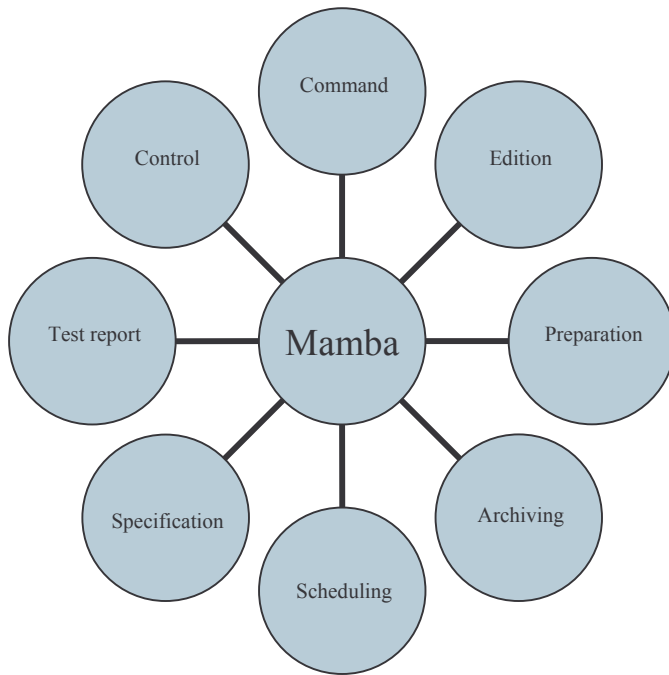 Command
Control
Edition
Test report
Mamba
Preparation
Specification
Archiving
Scheduling